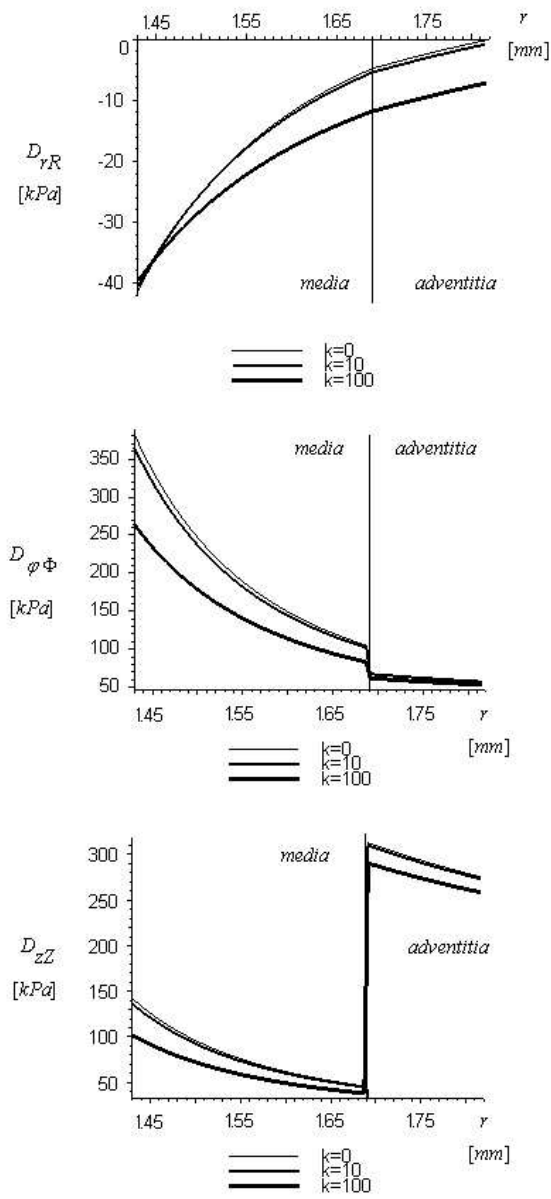 1.45 1.55 1.65 1.75 r
[mm]
0
-10
-20
-30
-40
D rR
[kPa]
media adventitia
k=0
k=10
k=100
media adventitia
350
300
250
200
150
100
50
D φΦ
[kPa]
1.45 1.55 1.65 1.75 r
[mm]
k=0
k=10
k=100
media
adventitia
300
250
200
150
100
50
D zZ
[kPa]
1.45 1.55 1.65 1.75 r
[mm]
k=0
k=10
k=100